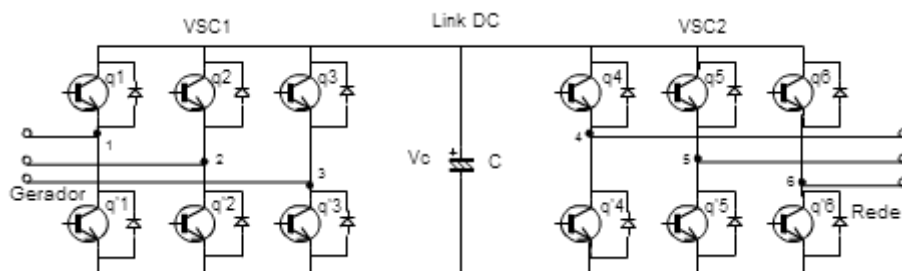 Link DC
VSC1
VSC2
q1
q2
q3
q4
q5
q6
1
2
3
4
5
6
Vc
+
C
Gerador
Rede
q'1
q'2
q'3
q'4
q'5
q'6